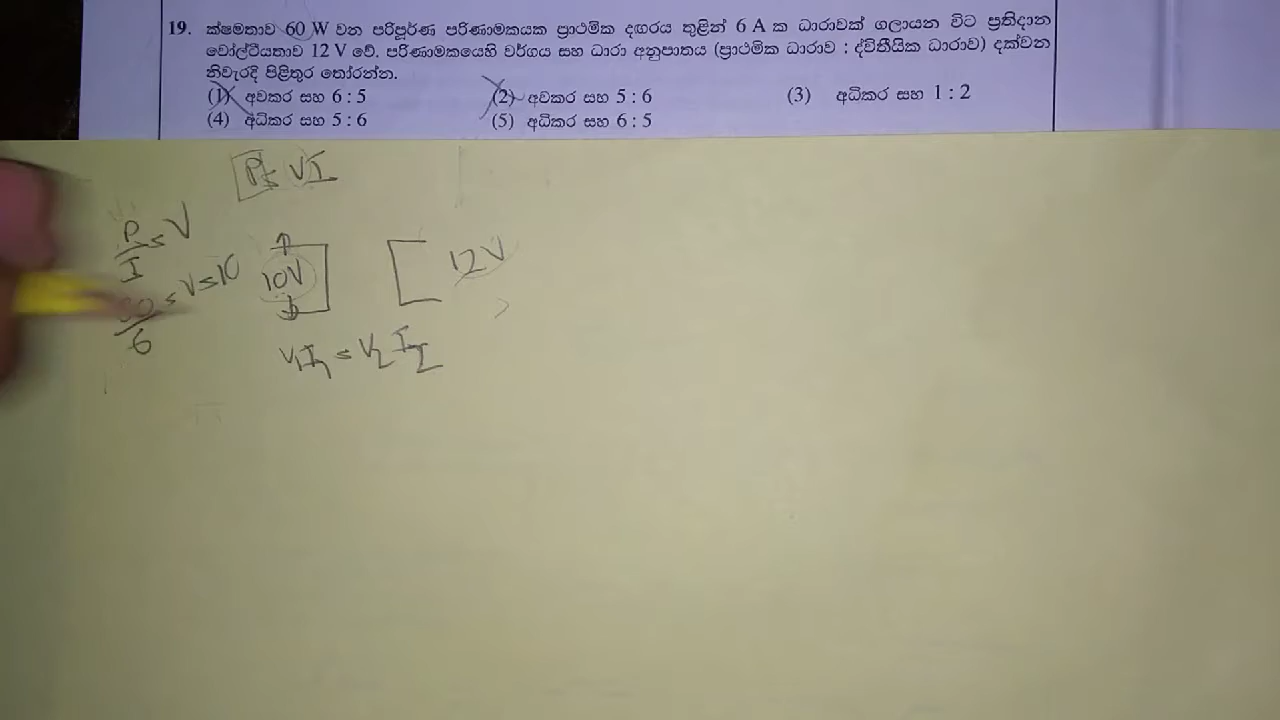 19. ක්ෂමතාව 60 W වන පරිපූර්ණ පරිණාමකයක ප්‍රාථමික දඟරය තුළින් 6 A ක ධාරාවක් ගලායන විට ප්‍රතිදාන
වෝල්ටීයතාව 12 V වේ. පරිණාමකයෙහි වර්ගය සහ ධාරා අනුපාතය (ප්‍රාථමික ධාරාව : ද්විතීයික ධාරාව) දක්වන
නිවැරදි පිළිතුර තෝරන්න.
(1) අවකර සහ 6 : 5 (2) අවකර සහ 5 : 6 (3) අධිකර සහ 1 : 2
(4) අධිකර සහ 5 : 6 (5) අධිකර සහ 6 : 5
P = VI
P/I = V
/6 = V = 10
10V 12V
V1I1 = V2I2